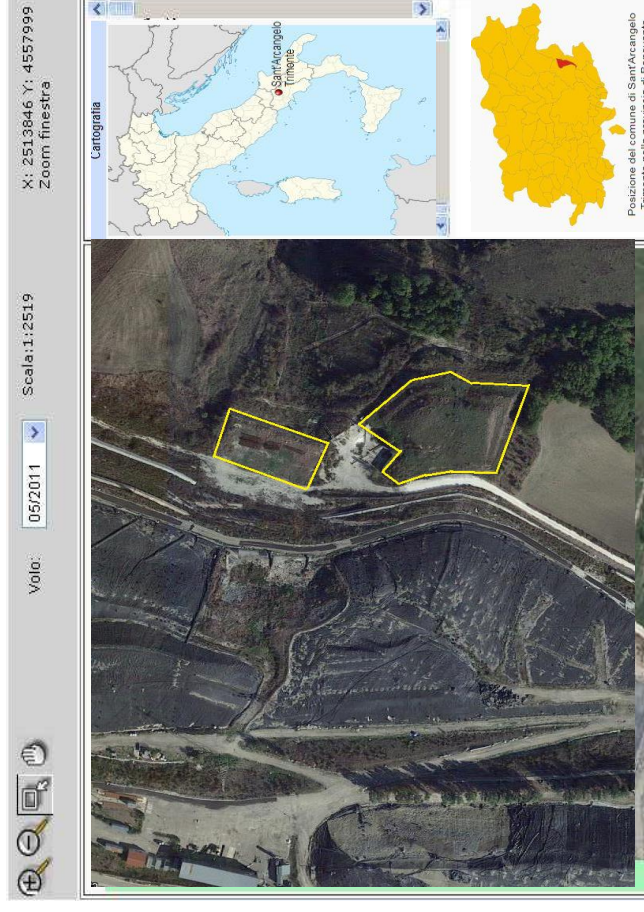 Volo:
05/2011
Scala:1:2519
X: 2513846 Y: 4557999
Zoom finestra
Cartografia
Sant'Arcangelo
Trimonte
Posizione del comune di Sant'Arcangelo